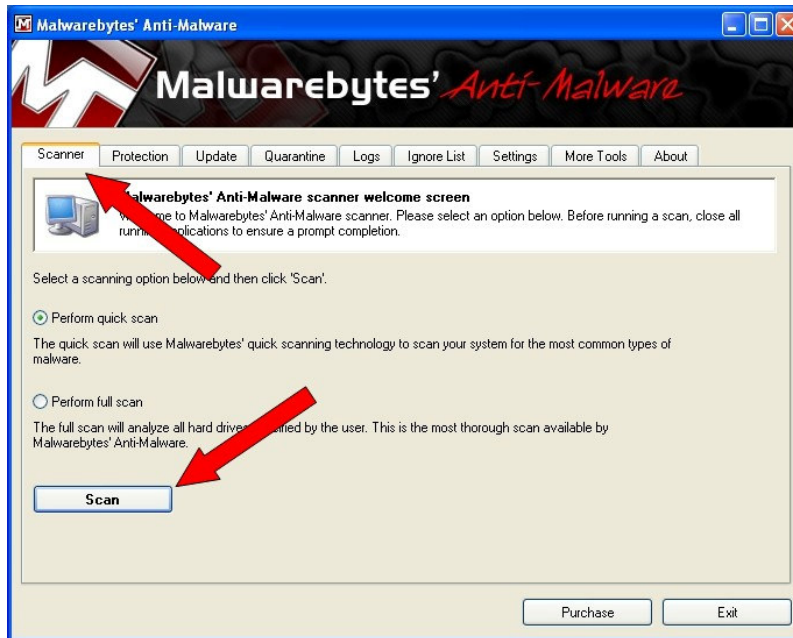 Malwarebytes' Anti-Malware
Malwarebytes' Anti-Malware
Scanner Protection Update Quarantine Logs Ignore List Settings More Tools About
Malwarebytes' Anti-Malware scanner welcome screen
to Malwarebytes' Anti-Malware scanner. Please select an option below. Before running a scan, close all
applications to ensure a prompt completion.
Select a scanning option below and then click 'Scan'.
Perform quick scan
The quick scan will use Malwarebytes' quick scanning technology to scan your system for the most common types of
malware.
Perform full scan
The full scan will analyze all hard drives by the user. This is the most thorough scan available by
Malwarebytes' Anti-Malware.
Scan
Purchase Exit